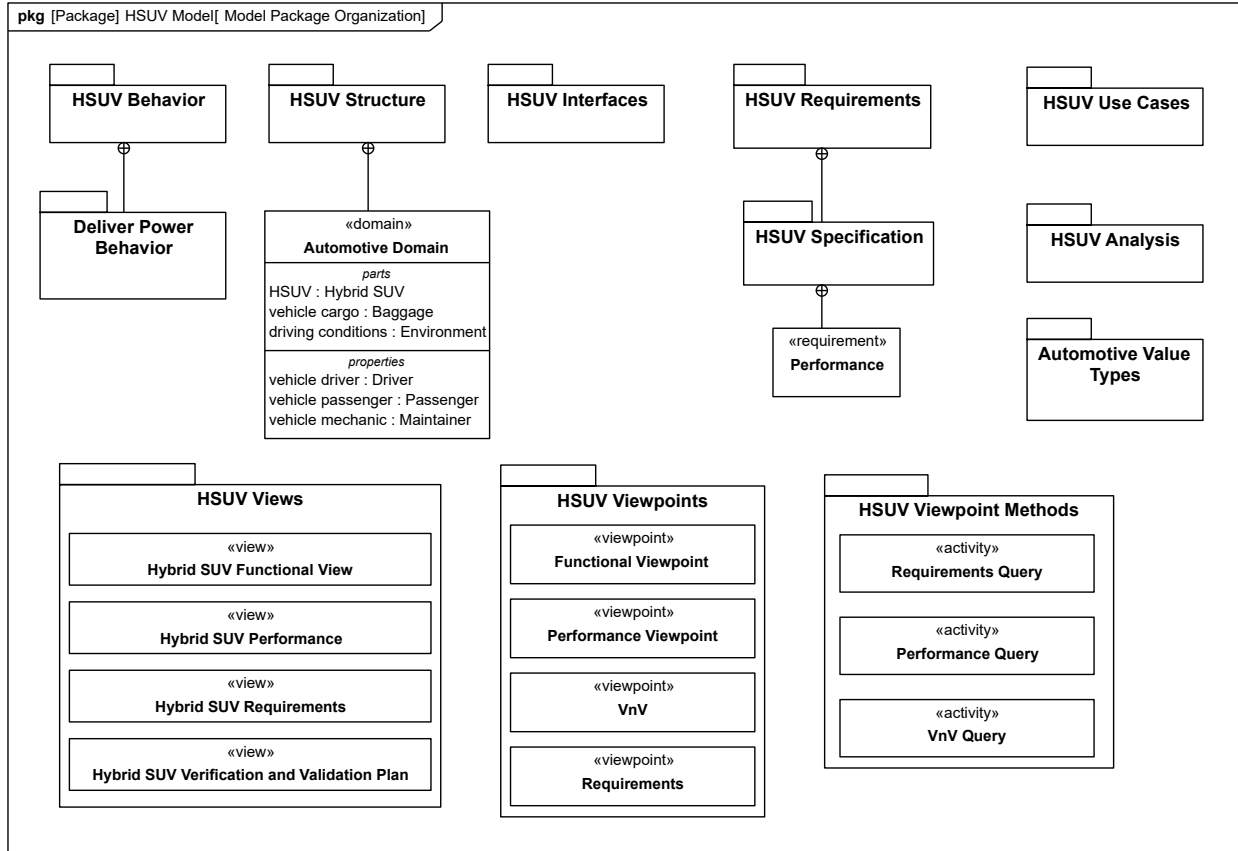 pkg [Package] HSUV Model[ Model Package Organization]
HSUV Behavior
HSUV Structure
HSUV Interfaces
HSUV Requirements
HSUV Use Cases
Deliver Power
Behavior
«domain»
Automotive Domain
parts
HSUV : Hybrid SUV
vehicle cargo : Baggage
driving conditions : Environment
properties
vehicle driver : Driver
vehicle passenger : Passenger
vehicle mechanic : Maintainer
HSUV Specification
«requirement»
Performance
HSUV Analysis
Automotive Value
Types
HSUV Views
«view»
Hybrid SUV Functional View
«view»
Hybrid SUV Performance
«view»
Hybrid SUV Requirements
«view»
Hybrid SUV Verification and Validation Plan
HSUV Viewpoints
«viewpoint»
Functional Viewpoint
«viewpoint»
Performance Viewpoint
«viewpoint»
VnV
«viewpoint»
Requirements
HSUV Viewpoint Methods
«activity»
Requirements Query
«activity»
Performance Query
«activity»
VnV Query